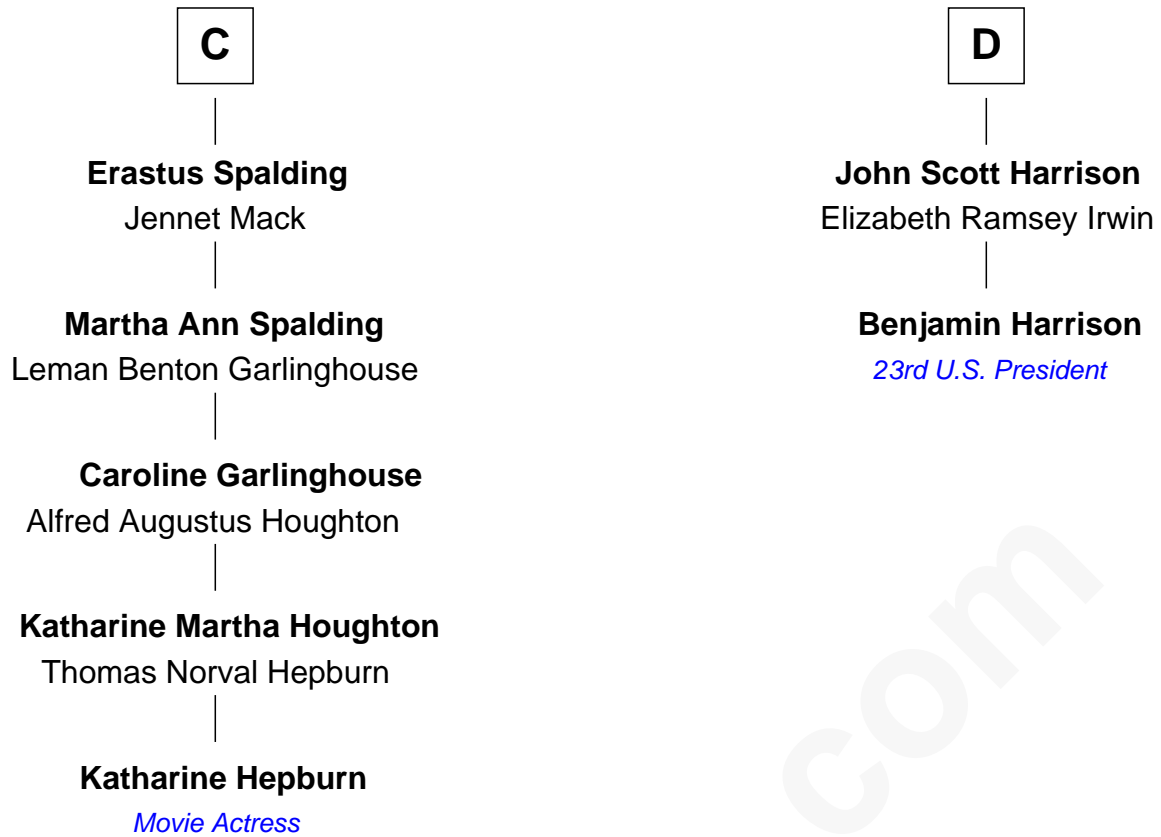 C
Erastus Spalding
Jennet Mack
Martha Ann Spalding
Leman Benton Garlinghouse
Caroline Garlinghouse
Alfred Augustus Houghton
Katharine Martha Houghton
Thomas Norval Hepburn
Katharine Hepburn
Movie Actress
D
John Scott Harrison
Elizabeth Ramsey Irwin
Benjamin Harrison
23rd U.S. President
com